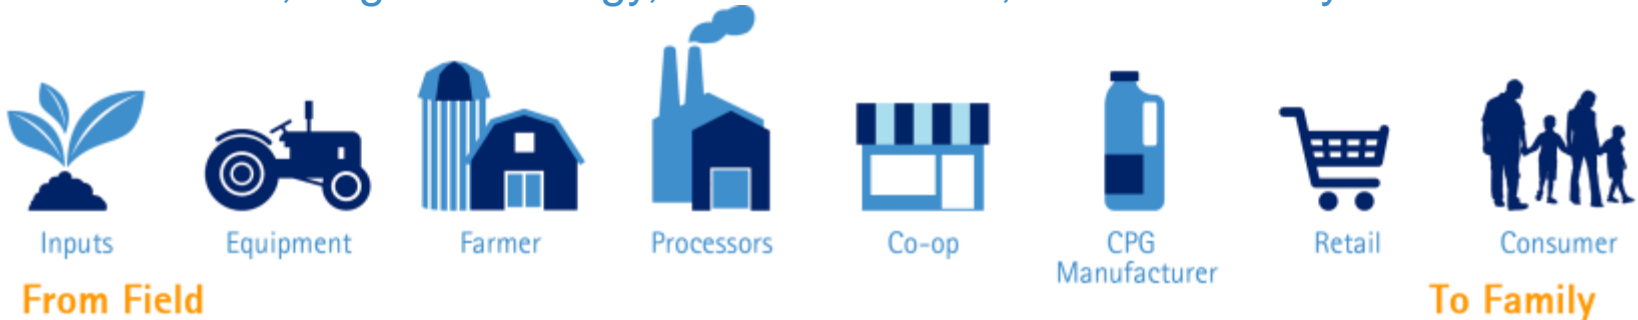 Inputs
Equipment
Farmer
Processors
Co-op
CPG
Manufacturer
Retail
Consumer
From Field
To Family